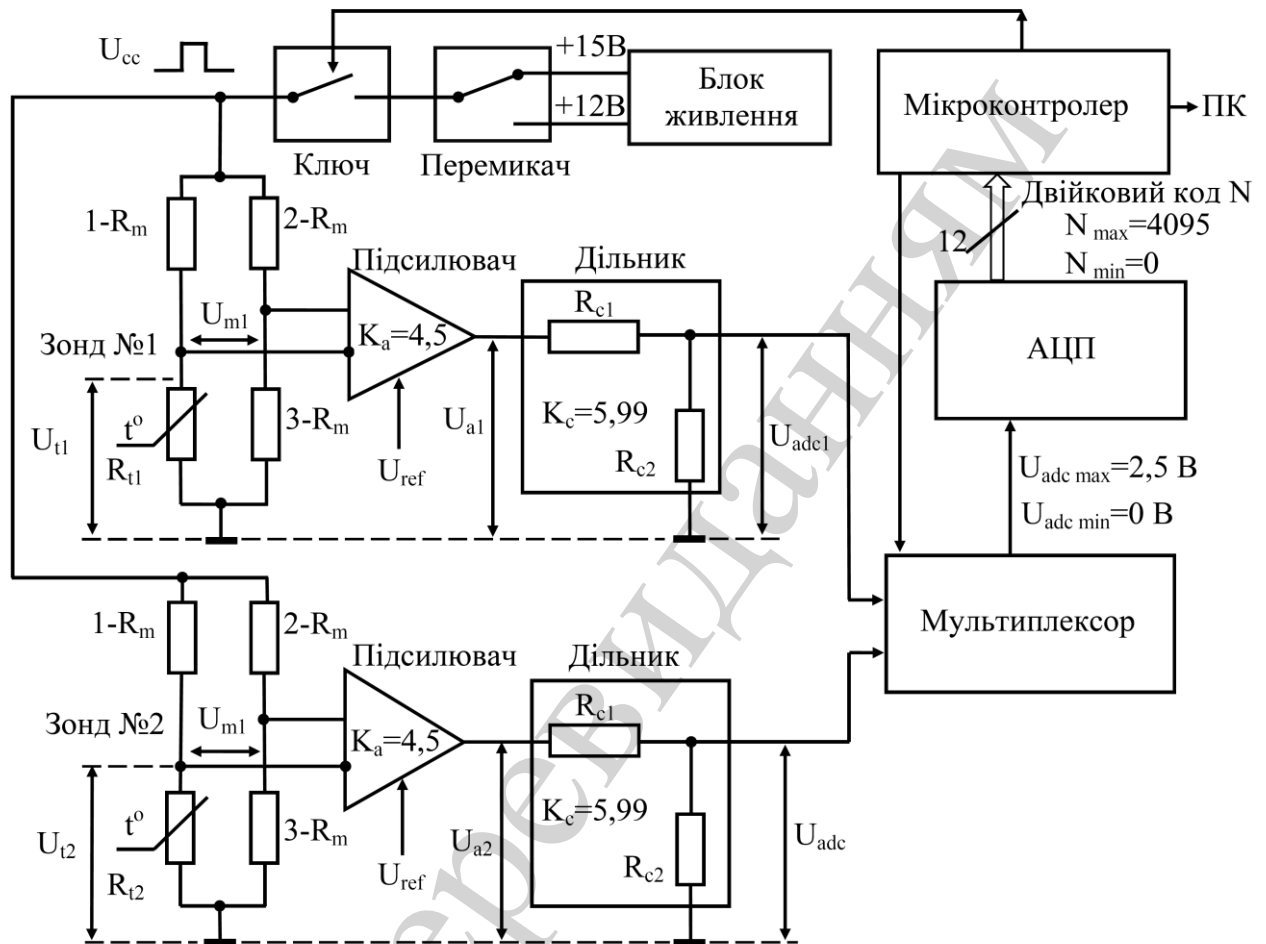 U_cc
+15В
+12В
Блок
живлення
Мікроконтролер
ПК
Ключ
Перемикач
Двійковий код N
N max=4095
N min=0
12
1-R_m
2-R_m
Підсилювач
Дільник
R_c1
U_m1
K_a=4,5
Зонд №1
АЦП
t°
3-R_m
K_c=5,99
U_t1
U_a1
U_adc1
R_t1
U_ref
R_c2
U_adc max=2,5 В
U_adc min=0 В
1-R_m
2-R_m
Підсилювач
Дільник
Мультиплексор
R_c1
Зонд №2
U_m1
K_a=4,5
t°
3-R_m
K_c=5,99
U_t2
U_a2
U_adc
R_t2
U_ref
R_c2
еревиданням